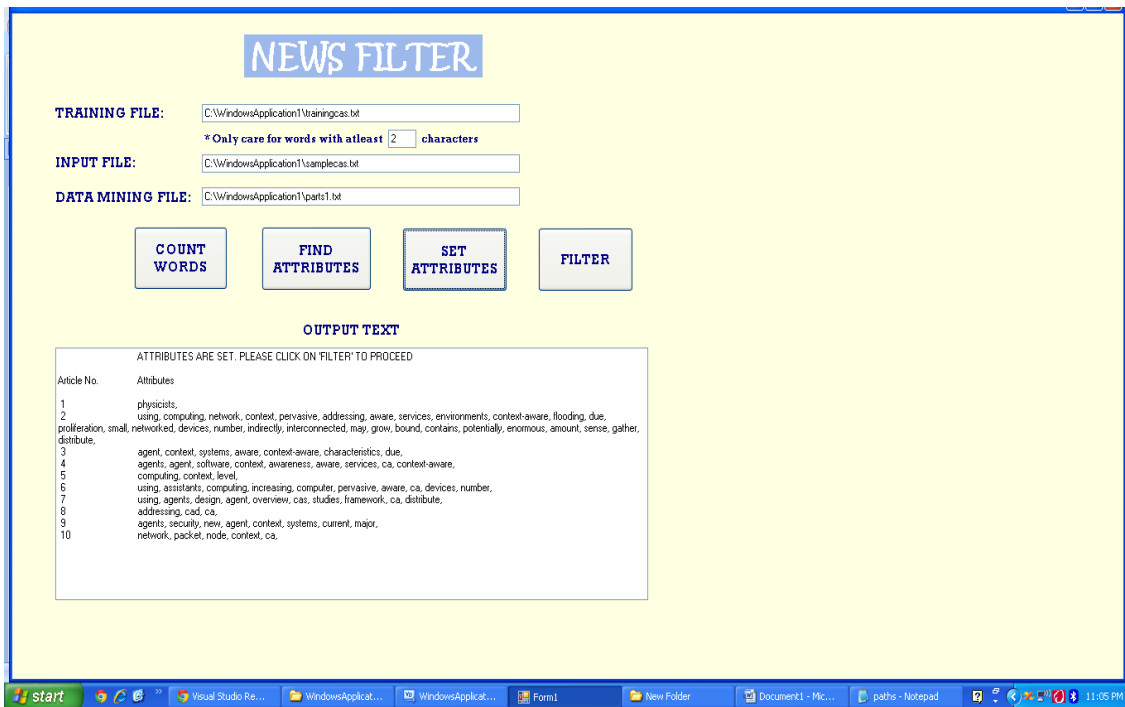 NEWS FILTER
TRAINING FILE: C:\WindowsApplication1\trainingcas.txt
* Only care for words with atleast 2 characters
INPUT FILE: C:\WindowsApplication1\samplecas.txt
DATA MINING FILE: C:\WindowsApplication1\parts1.txt
COUNT WORDS
FIND ATTRIBUTES
SET ATTRIBUTES
FILTER
OUTPUT TEXT
ATTRIBUTES ARE SET. PLEASE CLICK ON 'FILTER' TO PROCEED
Article No. Attributes
1 physicists,
2 using, computing, network, context, pervasive, addressing, aware, services, environments, context-aware, flooding, due,
proliferation, small, networked, devices, number, indirectly, interconnected, may, grow, bound, contains, potentially, enormous, amount, sense, gather,
distribute,
3 agent, context, systems, aware, context-aware, characteristics, due,
4 agents, agent, software, context, awareness, aware, services, ca, context-aware,
5 computing, context, level,
6 using, assistants, computing, increasing, computer, pervasive, aware, ca, devices, number,
7 using, agents, design, agent, overview, cas, studies, framework, ca, distribute,
8 addressing, cad, ca,
9 agents, security, new, agent, context, systems, current, major,
10 network, packet, node, context, ca,
start
Visual Studio Re...
WindowsApplicat...
WindowsApplicat...
Form1
New Folder
Document1 - Mic...
paths - Notepad
11:05 PM